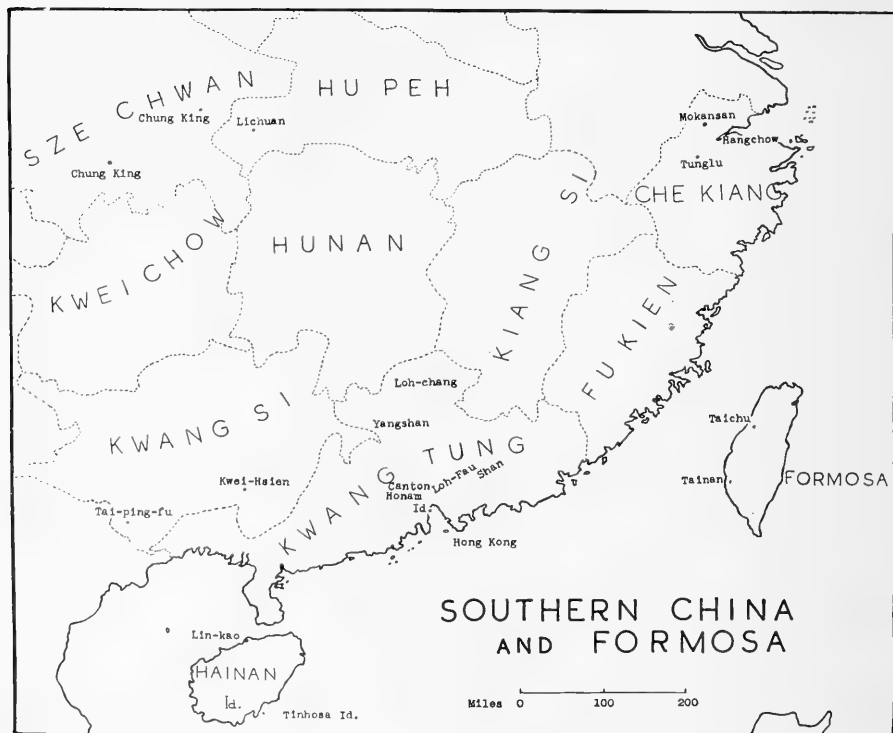 SZE CHWAN
HU PEH
Chung King
Lichuan
Chung King
Mokansan
Hangchow
Tunglu
CHE KIANG
KWEICHOW
HUNAN
KIANG SI
FU KIEN
Loh-chang
Yangshan
KWANG SI
KWANG TUNG
Kwei-Hsien
Canton
Loh-Fau Shan
Honam
Id.
Tai-ping-fu
Hong Kong
Taichu
Tainan
FORMOSA
SOUTHERN CHINA
AND FORMOSA
Lin-kao
HAINAN
Id.
Tinhosa Id.
Miles 0 100 200